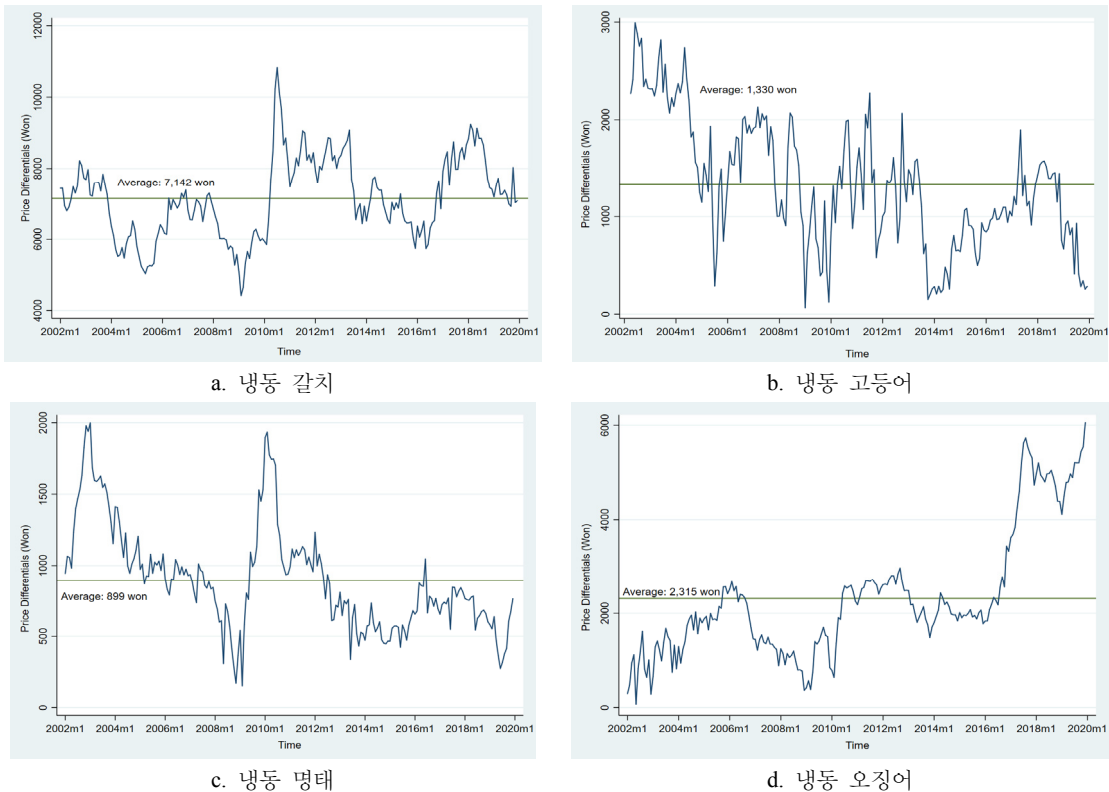 12000
10000
8000
6000
4000
Price Differentials (Won)
Average: 7,142 won
2002m1 2004m1 2006m1 2008m1 2010m1 2012m1 2014m1 2016m1 2018m1 2020m1
Time
a. 냉동 갈치
3000
2000
1000
0
Price Differentials (Won)
Average: 1,330 won
2002m1 2004m1 2006m1 2008m1 2010m1 2012m1 2014m1 2016m1 2018m1 2020m1
Time
b. 냉동 고등어
2000
1500
1000
500
0
Price Differentials (Won)
Average: 899 won
2002m1 2004m1 2006m1 2008m1 2010m1 2012m1 2014m1 2016m1 2018m1 2020m1
Time
c. 냉동 명태
6000
4000
2000
0
Price Differentials (Won)
Average: 2,315 won
2002m1 2004m1 2006m1 2008m1 2010m1 2012m1 2014m1 2016m1 2018m1 2020m1
Time
d. 냉동 오징어